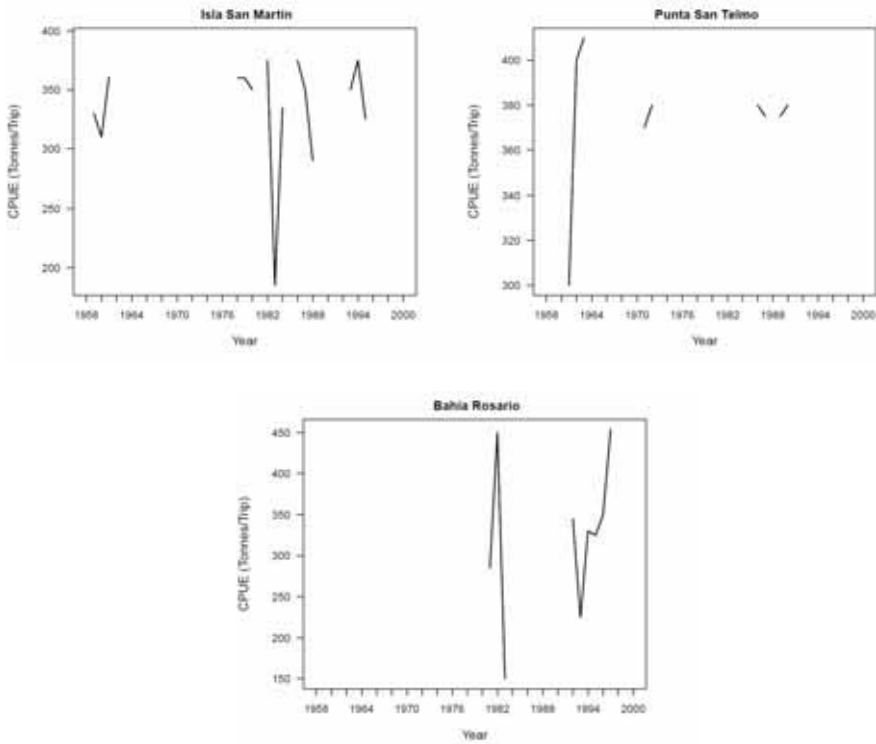 Isla San Martín
400
350
300
250
200
CPUE (Tonnes/Trip)
1958 1964 1970 1976 1982 1988 1994 2000
Year
Punta San Telmo
400
380
360
340
320
300
CPUE (Tonnes/Trip)
1958 1964 1970 1976 1982 1988 1994 2000
Year
Bahía Rosario
450
400
350
300
250
200
150
CPUE (Tonnes/Trip)
1958 1964 1970 1976 1982 1988 1994 2000
Year